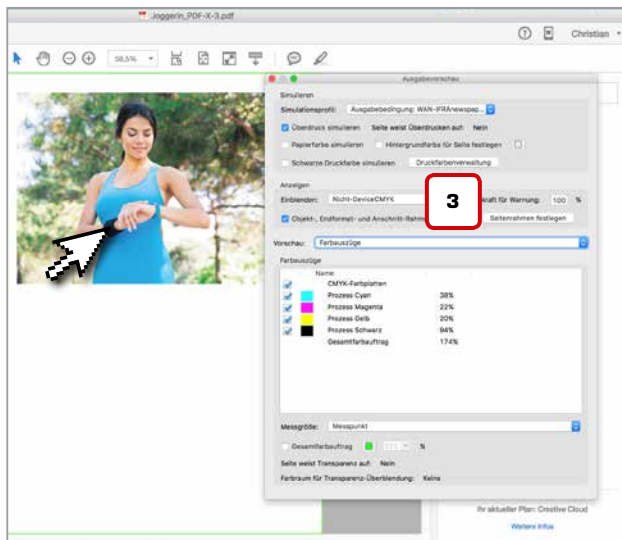 Joggerin_PDF-X-3.pdf
Christian
58,5%
Ausgabevorschau
Simulieren
Simulationsprofil: Ausgabebedingung: WAN-IFRAnewspap...
Überdruck simulieren Seite weist Überdrucken auf: Nein
Papierfarbe simulieren Hintergrundfarbe für Seite festlegen
Schwarze Druckfarbe simulieren Druckfarbenverwaltung
Anzeigen
Einblenden: Nicht-DeviceCMYK kraft für Warnung: 100 %
3
Objekt-, Endformat- und Anschnitt-Rahm Seitenrahmen festlegen
Vorschau: Farbauszüge
Farbauszüge
Name
CMYK-Farbplatten
Prozess Cyan 38%
Prozess Magenta 22%
Prozess Gelb 20%
Prozess Schwarz 94%
Gesamtfarbauftrag 174%
Messgröße: Messpunkt
Gesamtfarbauftrag %
Seite weist Transparenz auf: Nein
Farbraum für Transparenz-Überblendung: Keine
Ihr aktueller Plan: Creative Cloud
Weitere Infos